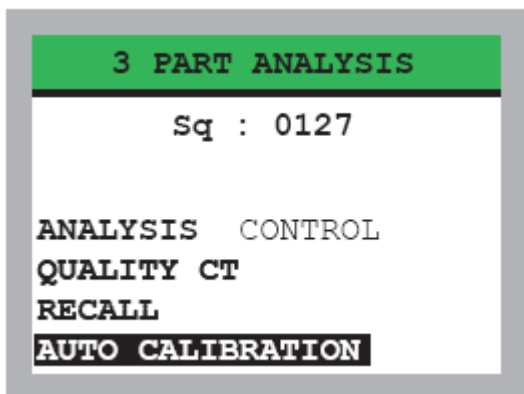 3 PART ANALYSIS
Sq : 0127
ANALYSIS CONTROL
QUALITY CT
RECALL
AUTO CALIBRATION